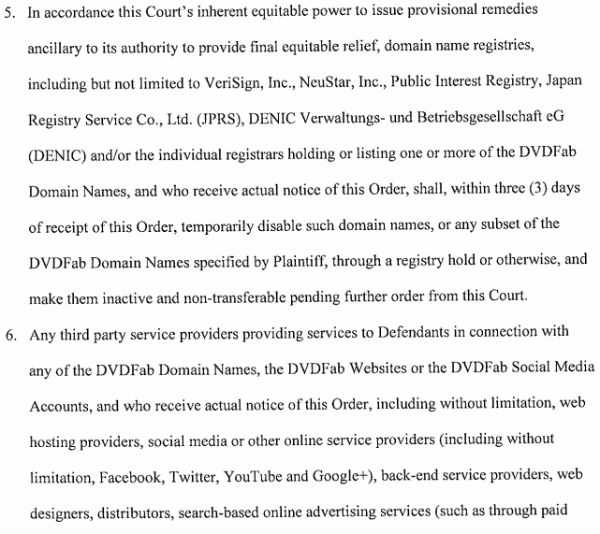 5. In accordance this Court's inherent equitable power to issue provisional remedies
ancillary to its authority to provide final equitable relief, domain name registries,
including but not limited to VeriSign, Inc., NeuStar, Inc., Public Interest Registry, Japan
Registry Service Co., Ltd. (JPRS), DENIC Verwaltungs- und Betriebsgesellschaft eG
(DENIC) and/or the individual registrars holding or listing one or more of the DVDFab
Domain Names, and who receive actual notice of this Order, shall, within three (3) days
of receipt of this Order, temporarily disable such domain names, or any subset of the
DVDFab Domain Names specified by Plaintiff, through a registry hold or otherwise, and
make them inactive and non-transferable pending further order from this Court.
6. Any third party service providers providing services to Defendants in connection with
any of the DVDFab Domain Names, the DVDFab Websites or the DVDFab Social Media
Accounts, and who receive actual notice of this Order, including without limitation, web
hosting providers, social media or other online service providers (including without
limitation, Facebook, Twitter, YouTube and Google+), back-end service providers, web
designers, distributors, search-based online advertising services (such as through paid